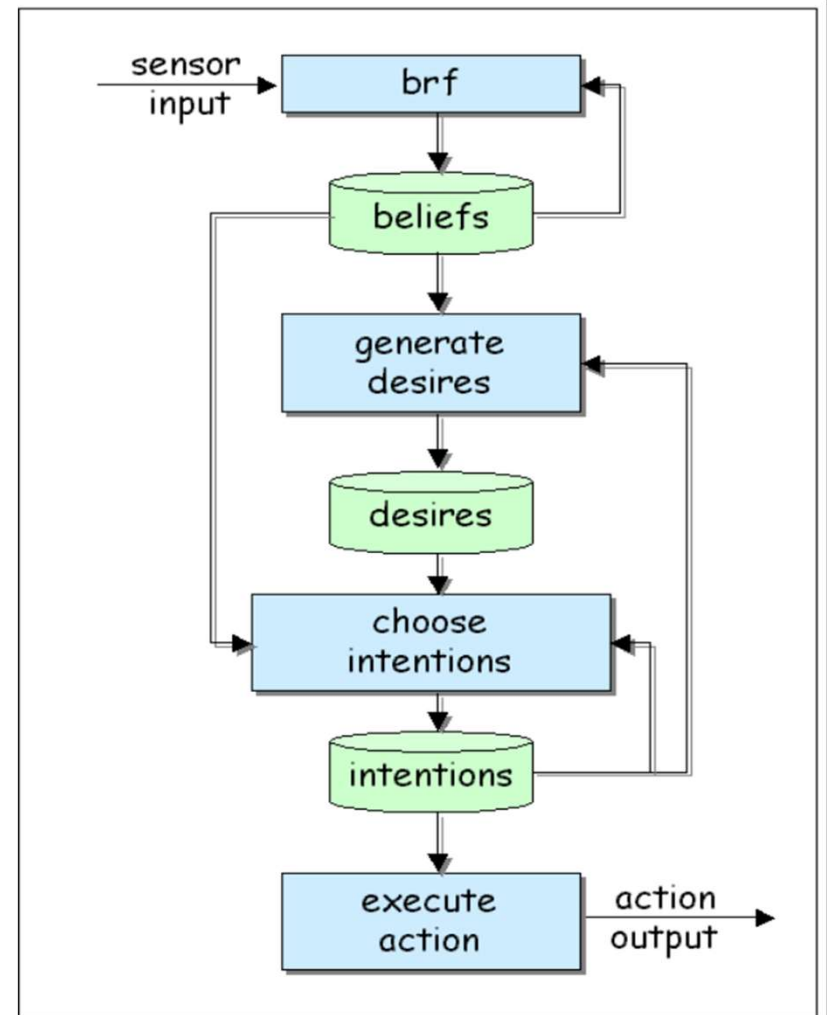 sensor
input
brf
beliefs
generate
desires
desires
choose
intentions
intentions
execute
action
action
output